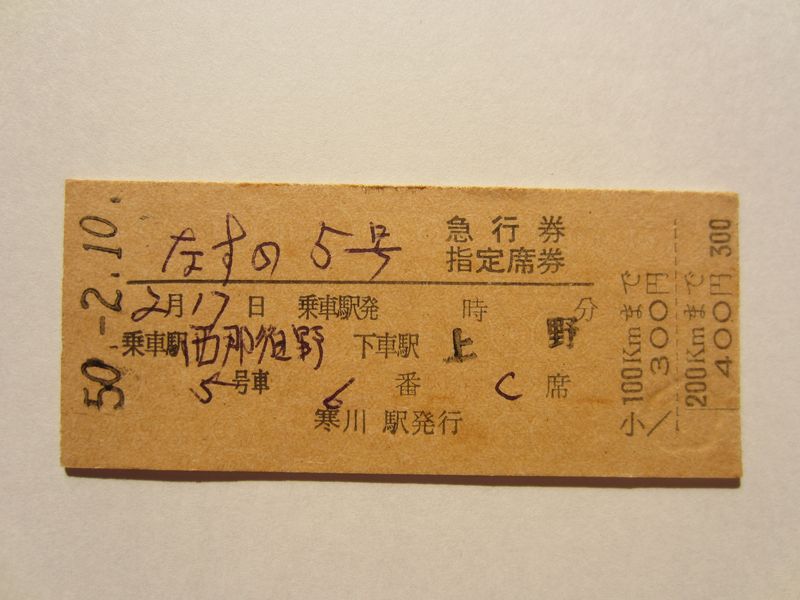 50.-2.10.
なすの5号
急行券
指定席券
2月17日 乗車駅発 時 分
乗車駅 西那須野 下車駅 上野
5号車 6番 C席
寒川駅発行
100Kmまで
300円
小/
200Kmまで
400円
300